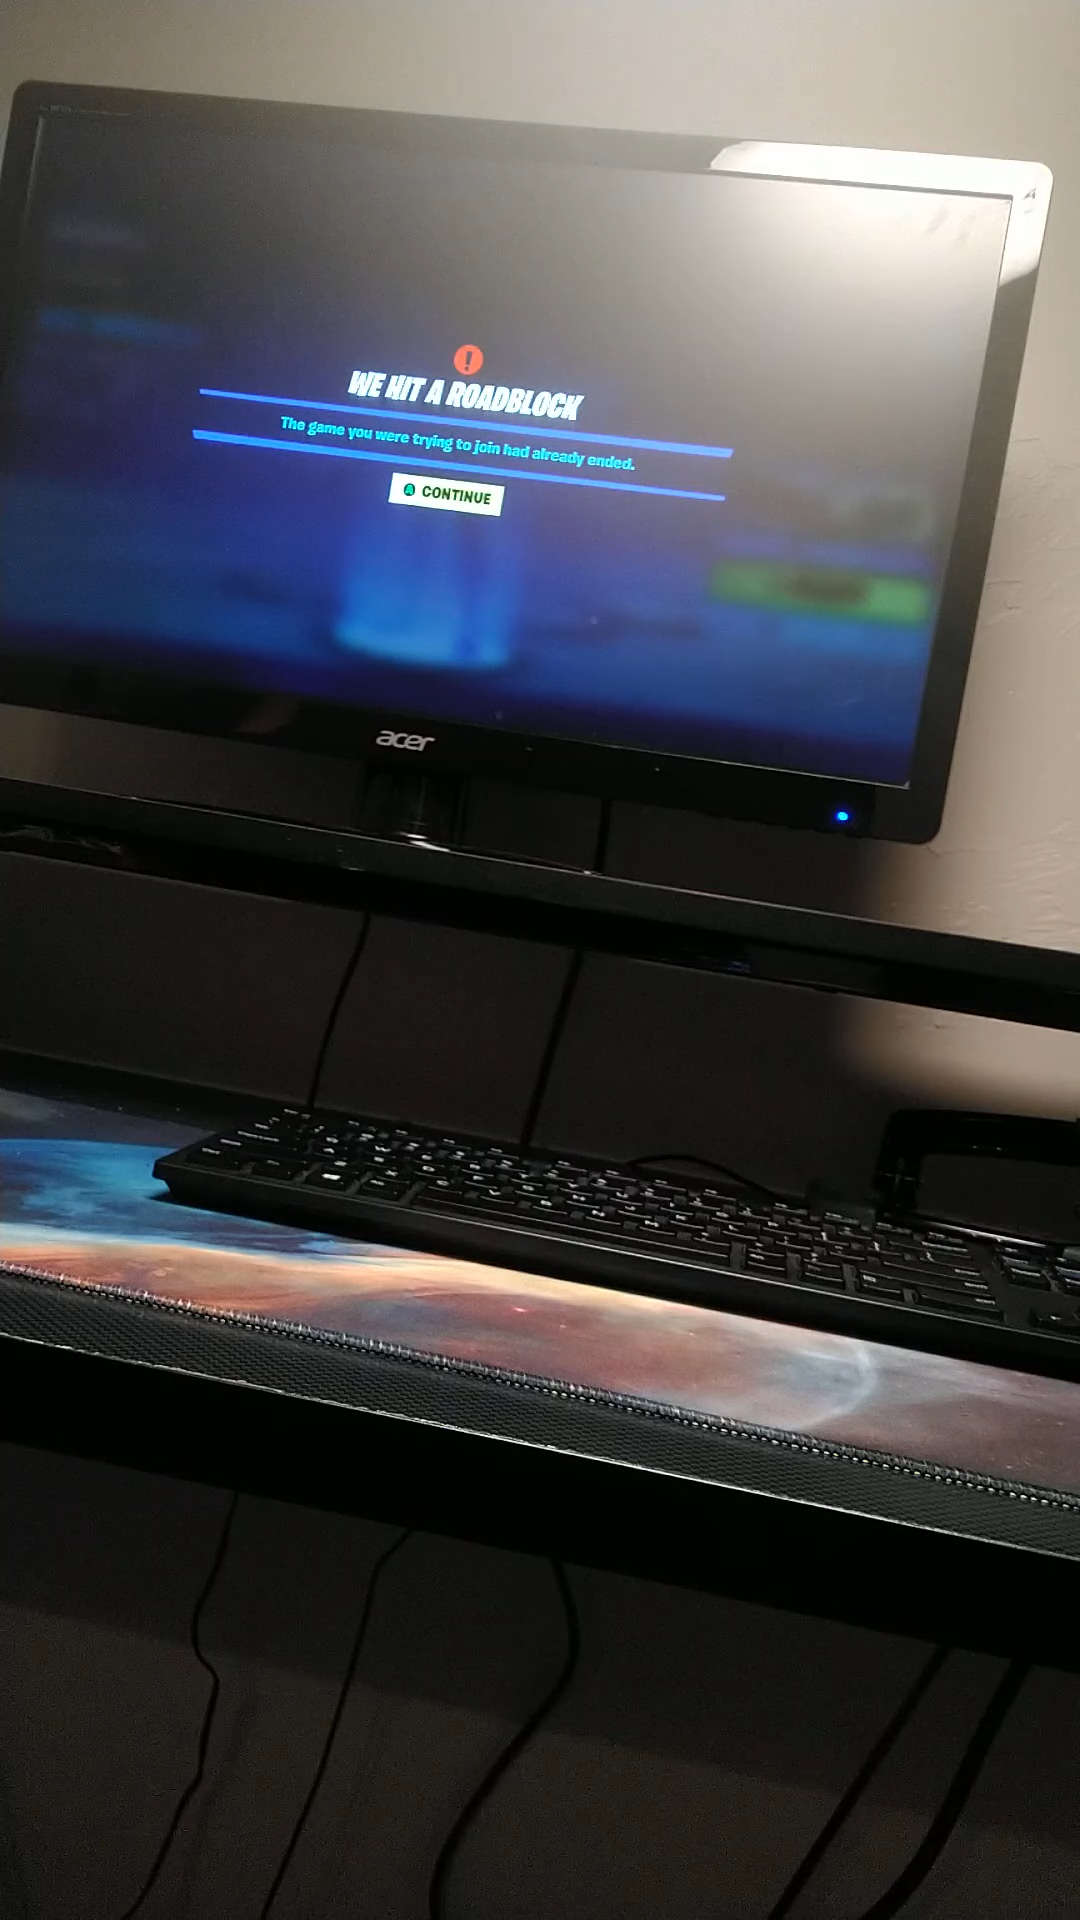 WE HIT A ROADBLOCK
The game you were trying to join had already ended.
A CONTINUE
acer